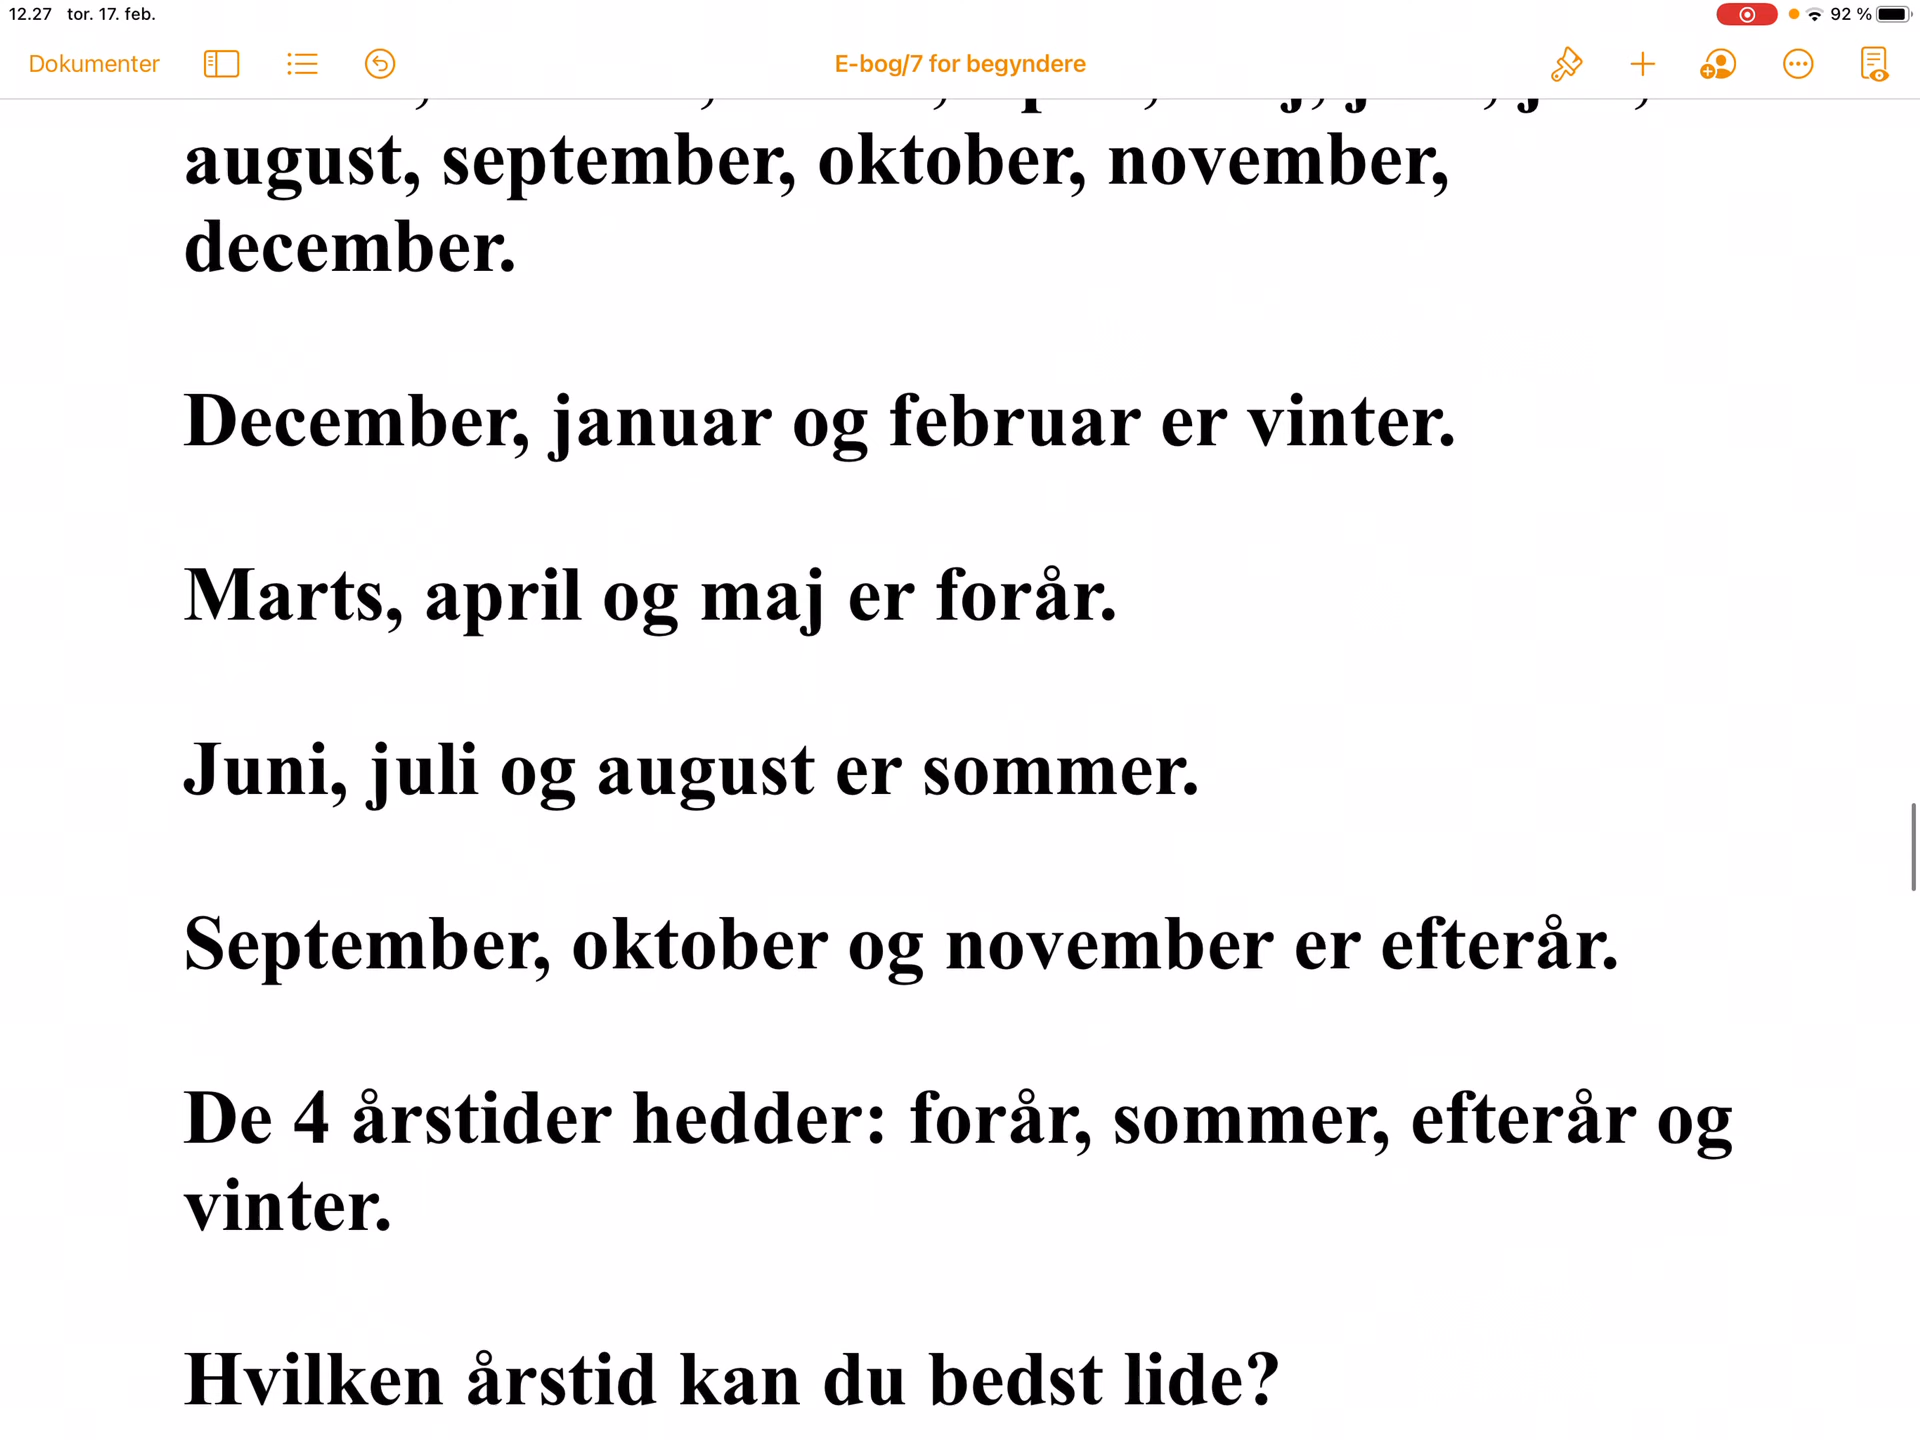 12.27 tor. 17. feb. 92 %
Dokumenter E-bog/7 for begyndere
august, september, oktober, november,
december.
December, januar og februar er vinter.
Marts, april og maj er forår.
Juni, juli og august er sommer.
September, oktober og november er efterår.
De 4 årstider hedder: forår, sommer, efterår og
vinter.
Hvilken årstid kan du bedst lide?